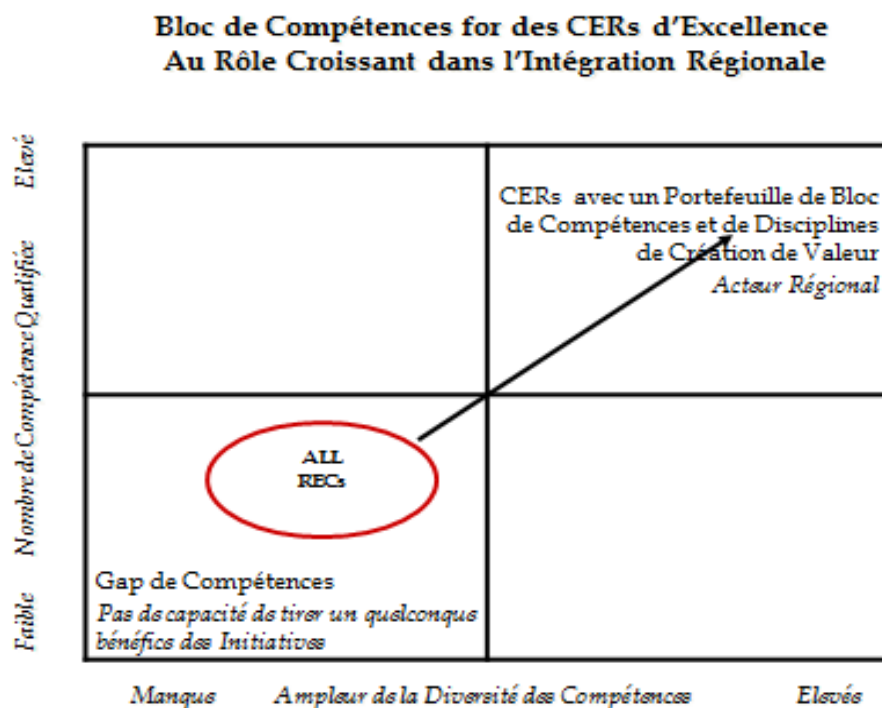 Bloc de Compétences for des CERs d'Excellence
Au Rôle Croissant dans l'Intégration Régionale
Elevé
CERs avec un Portefeuille de Bloc
de Compétences et de Disciplines
de Création de Valeur
Acteur Régional
Nombre de Compétence Qualifiée
ALL
RECs
Gap de Compétences
Pas de capacité de tirer un quelconque
bénéfice des Initiatives
Faible
Manque Ampleur de la Diversité des Compétences Elevés